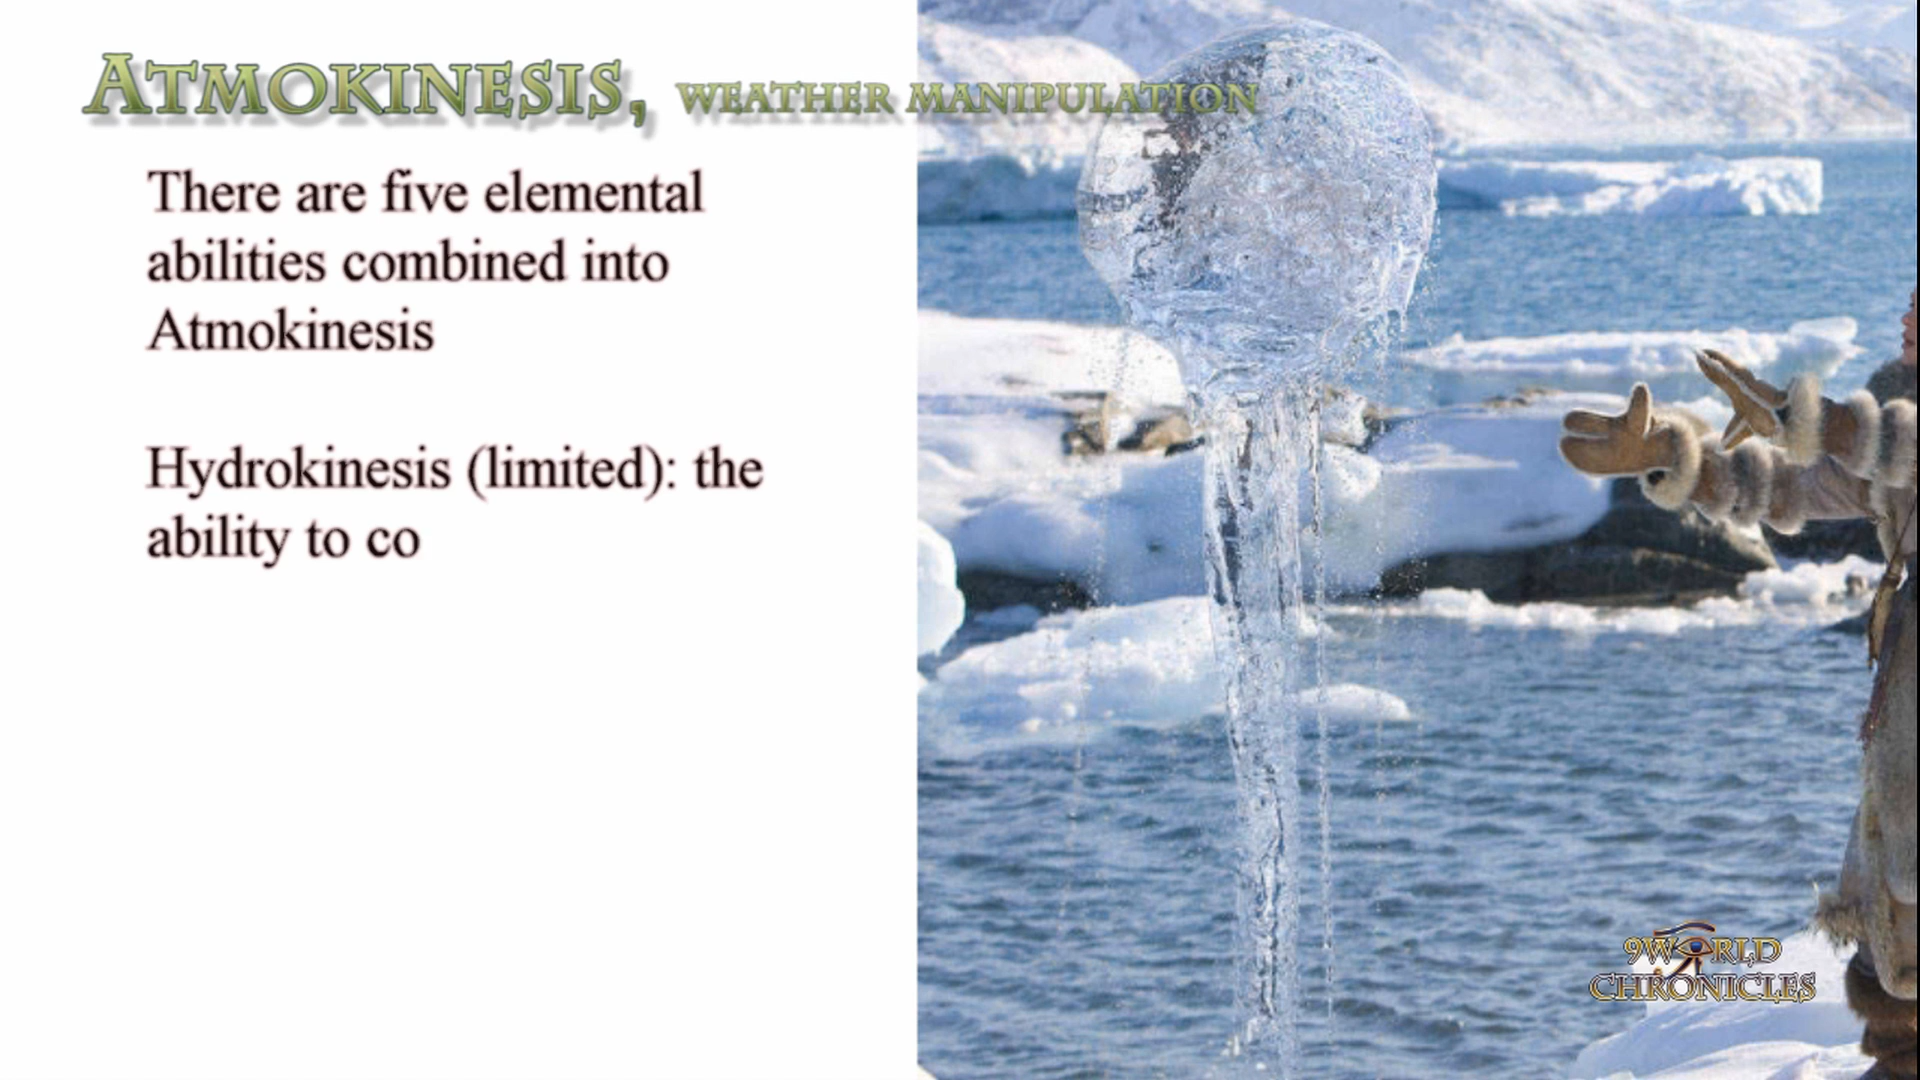 ATMOKINESIS, WEATHER MANIPULATION
There are five elemental
abilities combined into
Atmokinesis
Hydrokinesis (limited): the
ability to co
9WORLD
CHRONICLES